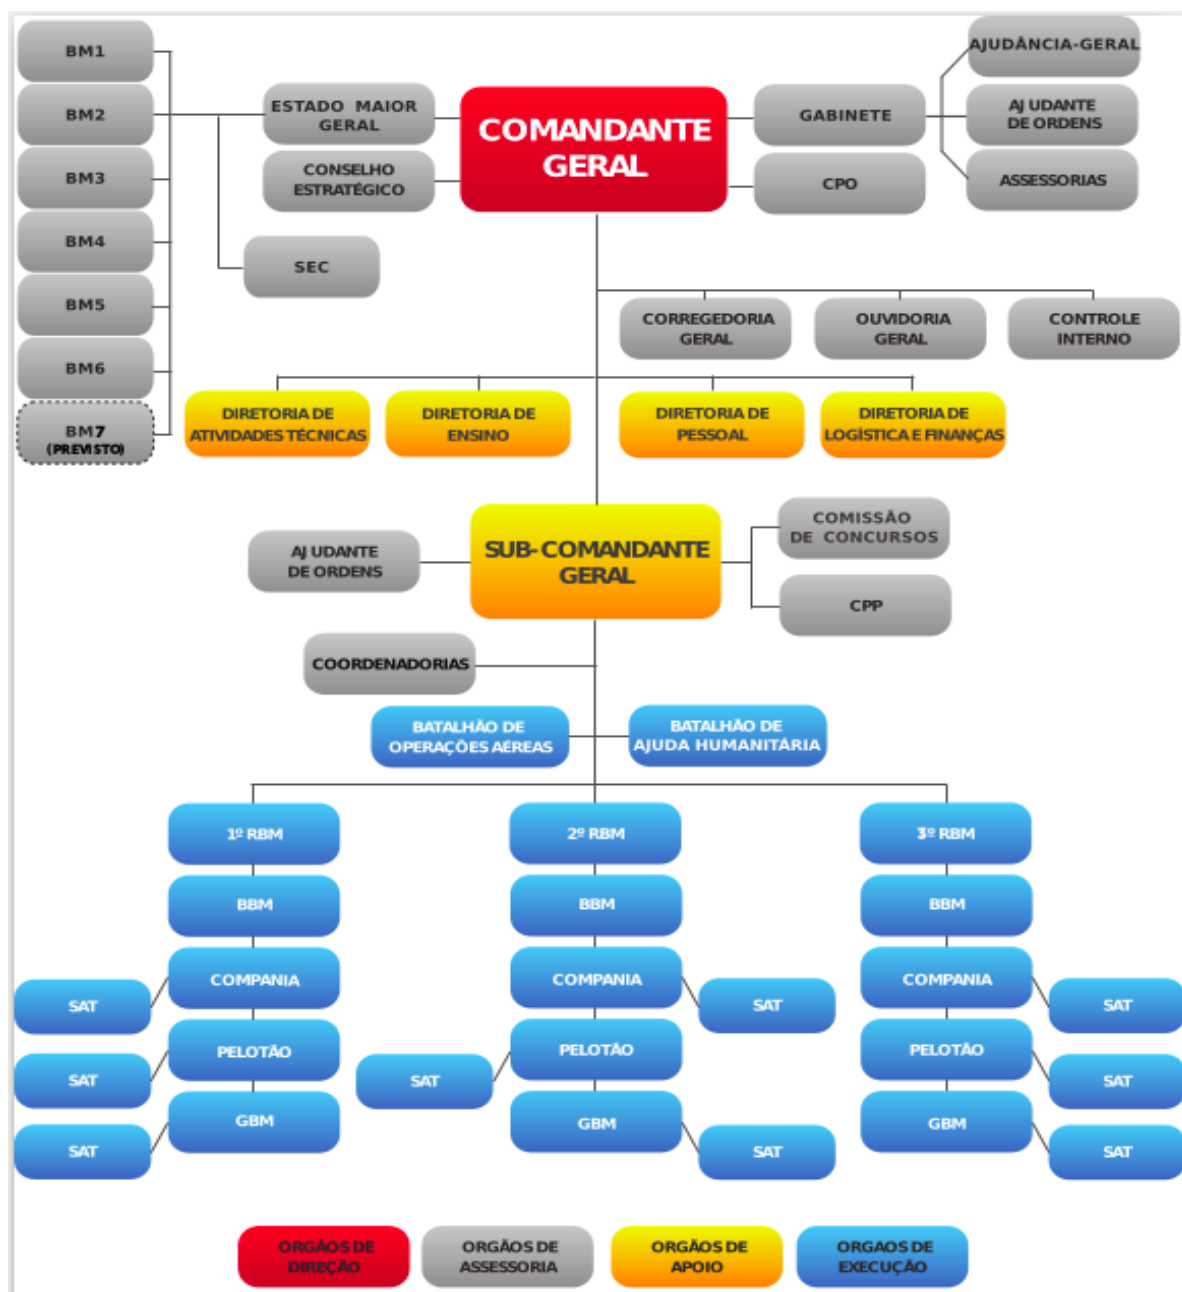 BM1
BM2
BM3
BM4
BM5
BM6
BM7
(PREVISTO)
ESTADO MAIOR
GERAL
CONSELHO
ESTRATÉGICO
SEC
COMANDANTE
GERAL
GABINETE
CPO
AJUDÂNCIA-GERAL
AJUDANTE
DE ORDENS
ASSESSORIAS
CORREGEDORIA
GERAL
OUVIDORIA
GERAL
CONTROLE
INTERNO
DIRETORIA DE
ATIVIDADES TÉCNICAS
DIRETORIA DE
ENSINO
DIRETORIA DE
PESSOAL
DIRETORIA DE
LOGÍSTICA E FINANÇAS
AJUDANTE
DE ORDENS
SUB-COMANDANTE
GERAL
COMISSÃO
DE CONCURSOS
CPP
COORDENADORIAS
BATALHÃO DE
OPERAÇÕES AÉREAS
BATALHÃO DE
AJUDA HUMANITÁRIA
1º RBM
2º RBM
3º RBM
BBM
BBM
BBM
COMPANIA
COMPANIA
COMPANIA
SAT
SAT
SAT
PELOTÃO
PELOTÃO
PELOTÃO
SAT
SAT
SAT
GBM
GBM
GBM
SAT
SAT
SAT
ORGÃOS DE
DIREÇÃO
ORGÃOS DE
ASSESSORIA
ORGÃOS DE
APOIO
ORGAOS DE
EXECUÇÃO